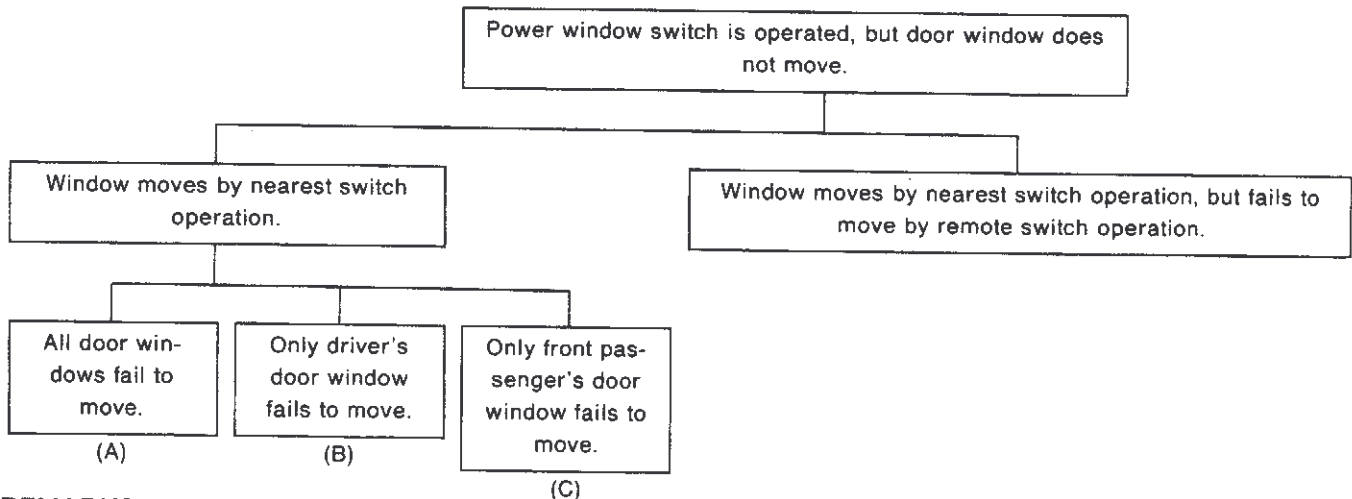 Power window switch is operated, but door window does
not move.
Window moves by nearest switch
operation.
Window moves by nearest switch operation, but fails to
move by remote switch operation.
All door win-
dows fail to
move.
(A)
Only driver's
door window
fails to move.
(B)
Only front pas-
senger's door
window fails to
move.
(C)